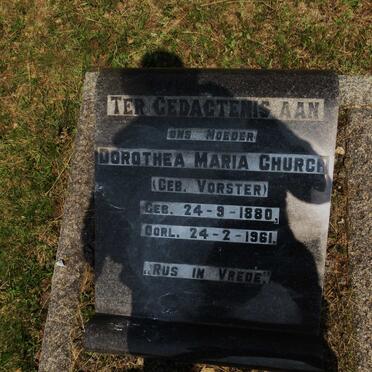 TER GEDAGTENIS AAN
ONS MOEDER
DOROTHEA MARIA CHURCH
(GEB. VORSTER)
GEB. 24-9-1880.
OORL. 24-2-1961.
"RUS IN VREDE"